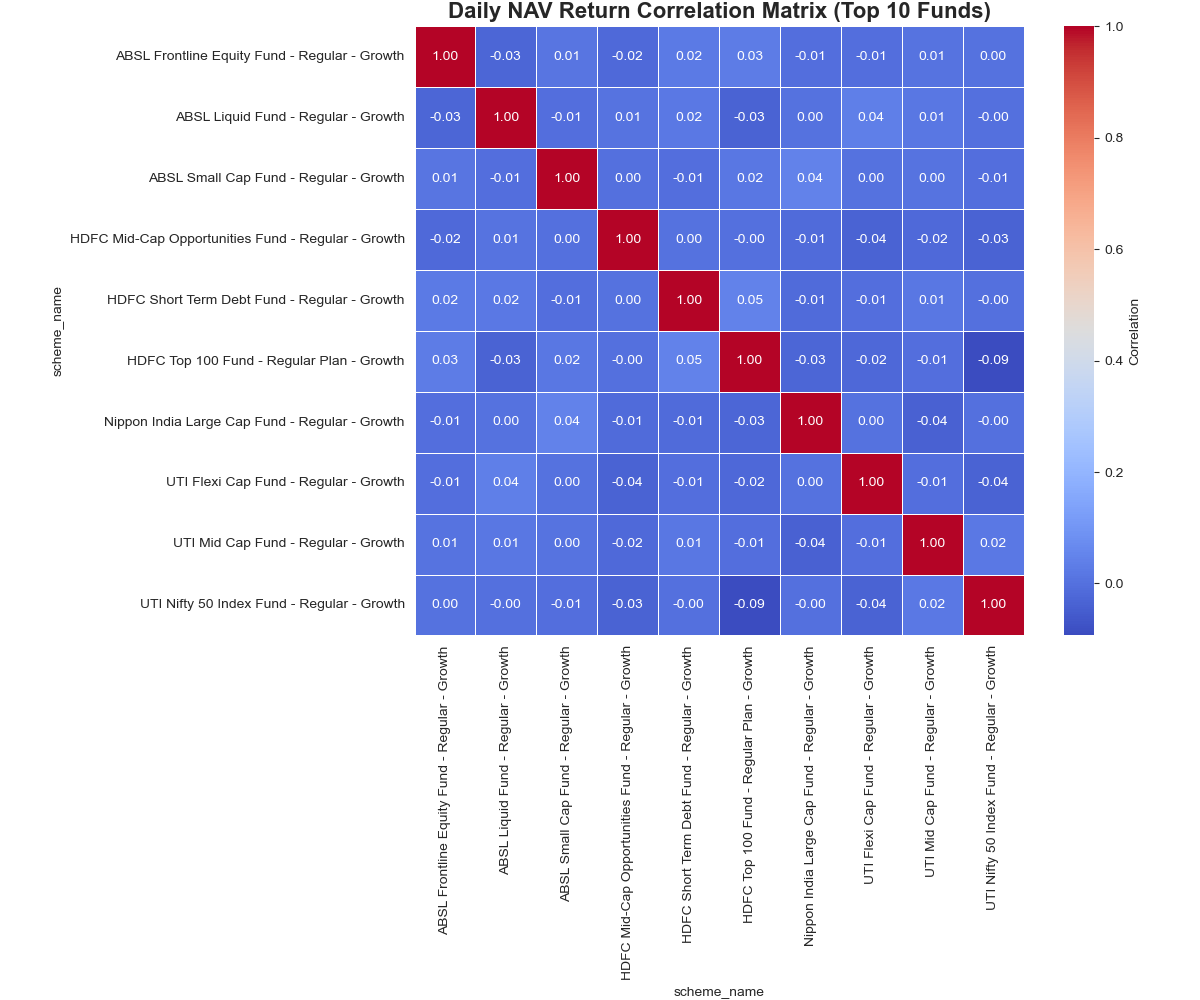 Daily NAV Return Correlation Matrix (Top 10 Funds)
ABSL Frontline Equity Fund - Regular - Growth 1.00 -0.03 0.01 -0.02 0.02 0.03 -0.01 -0.01 0.01 0.00
ABSL Liquid Fund - Regular - Growth -0.03 1.00 -0.01 0.01 0.02 -0.03 0.00 0.04 0.01 -0.00
ABSL Small Cap Fund - Regular - Growth 0.01 -0.01 1.00 0.00 -0.01 0.02 0.04 0.00 0.00 -0.01
HDFC Mid-Cap Opportunities Fund - Regular - Growth -0.02 0.01 0.00 1.00 0.00 -0.00 -0.01 -0.04 -0.02 -0.03
HDFC Short Term Debt Fund - Regular - Growth 0.02 0.02 -0.01 0.00 1.00 0.05 -0.01 -0.01 0.01 -0.00
HDFC Top 100 Fund - Regular Plan - Growth 0.03 -0.03 0.02 -0.00 0.05 1.00 -0.03 -0.02 -0.01 -0.09
Nippon India Large Cap Fund - Regular - Growth -0.01 0.00 0.04 -0.01 -0.01 -0.03 1.00 0.00 -0.04 -0.00
UTI Flexi Cap Fund - Regular - Growth -0.01 0.04 0.00 -0.04 -0.01 -0.02 0.00 1.00 -0.01 -0.04
UTI Mid Cap Fund - Regular - Growth 0.01 0.01 0.00 -0.02 0.01 -0.01 -0.04 -0.01 1.00 0.02
UTI Nifty 50 Index Fund - Regular - Growth 0.00 -0.00 -0.01 -0.03 -0.00 -0.09 -0.00 -0.04 0.02 1.00
scheme_name
ABSL Frontline Equity Fund - Regular - Growth
ABSL Liquid Fund - Regular - Growth
ABSL Small Cap Fund - Regular - Growth
HDFC Mid-Cap Opportunities Fund - Regular - Growth
HDFC Short Term Debt Fund - Regular - Growth
HDFC Top 100 Fund - Regular Plan - Growth
Nippon India Large Cap Fund - Regular - Growth
UTI Flexi Cap Fund - Regular - Growth
UTI Mid Cap Fund - Regular - Growth
UTI Nifty 50 Index Fund - Regular - Growth
scheme_name
1.0
0.8
0.6
0.4
0.2
0.0
Correlation